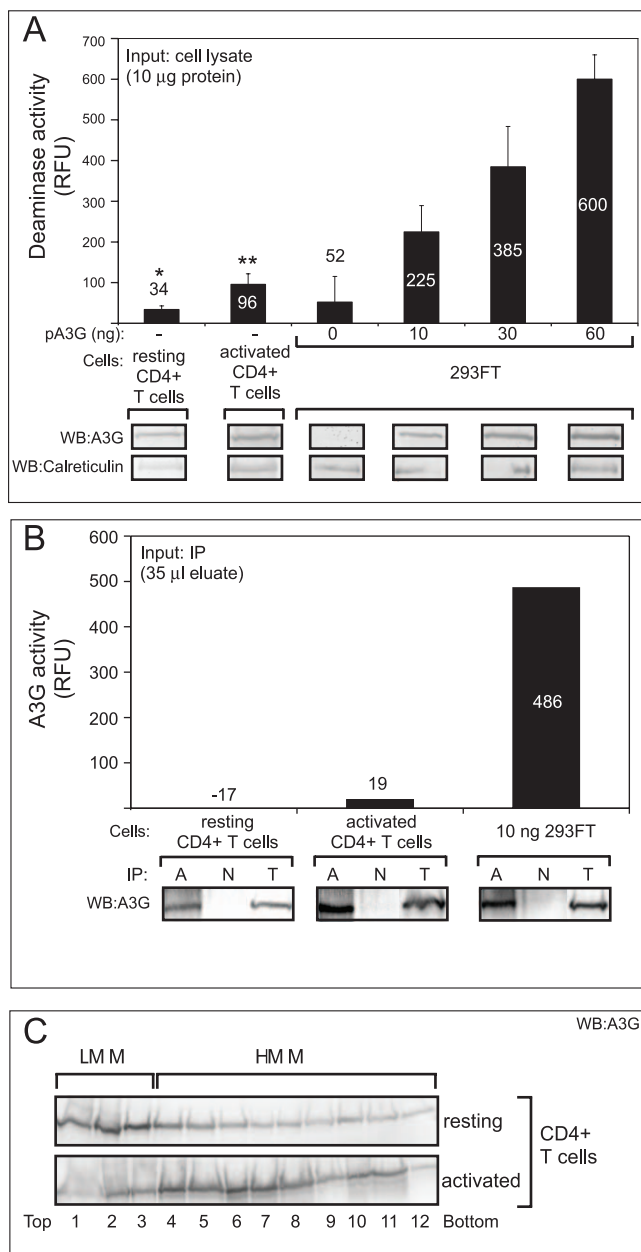 A
Deaminase activity
(RFU)
700
600
500
400
300
200
100
Input: cell lysate
(10 µg protein)
*
34
**
96
52
225
385
600
pA3G (ng): - - 0 10 30 60
Cells: resting CD4+ T cells
activated CD4+ T cells
293FT
WB:A3G
WB:Calreticulin
B
A3G activity
(RFU)
600
500
400
300
200
100
Input: IP
(35 µl eluate)
-17
19
486
Cells: resting CD4+ T cells
activated CD4+ T cells
10 ng 293FT
IP: A N T A N T A N T
WB:A3G
C
WB:A3G
LM M HM M
resting
activated
CD4+
T cells
Top 1 2 3 4 5 6 7 8 9 10 11 12 Bottom